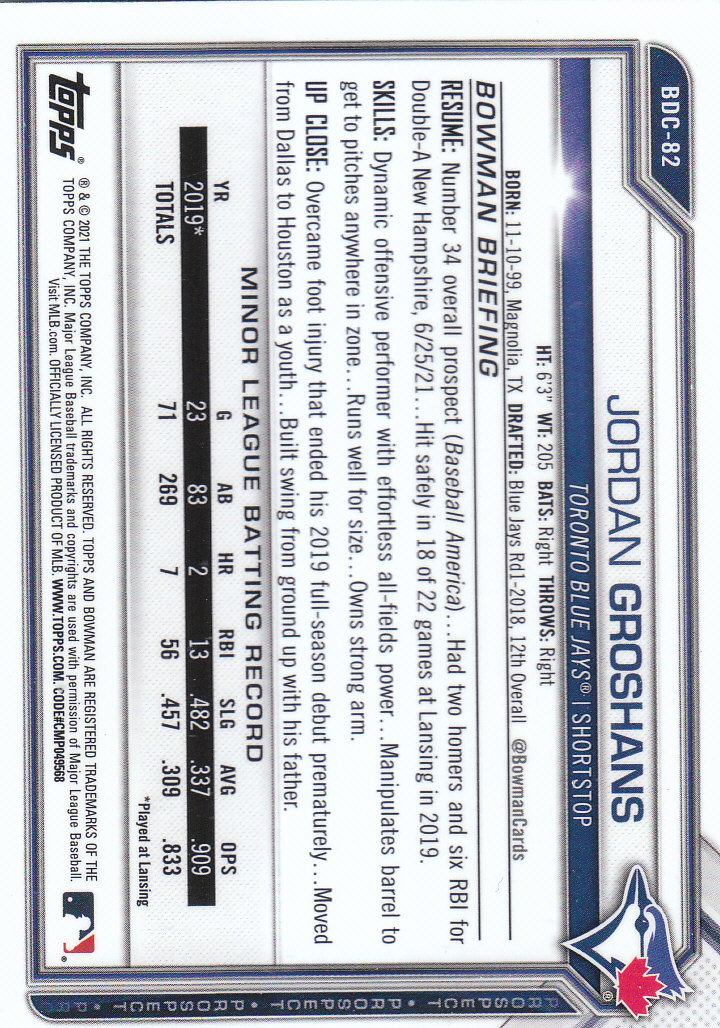 BDC-82
JORDAN GROSHANS
TORONTO BLUE JAYS® | SHORTSTOP
HT: 6'3" WT: 205 BATS: Right THROWS: Right
BORN: 11-10-99, Magnolia, TX DRAFTED: Blue Jays Rd1-2018, 12th Overall @BowmanCards
BOWMAN BRIEFING
RESUME: Number 34 overall prospect (Baseball America)...Had two homers and six RBI for
Double-A New Hampshire, 6/25/21...Hit safely in 18 of 22 games at Lansing in 2019.
SKILLS: Dynamic offensive performer with effortless all-fields power...Manipulates barrel to
get to pitches anywhere in zone...Runs well for size...Owns strong arm.
UP CLOSE: Overcame foot injury that ended his 2019 full-season debut prematurely...Moved
from Dallas to Houston as a youth...Built swing from ground up with his father.
MINOR LEAGUE BATTING RECORD
YR G AB HR RBI SLG AVG OPS
2019* 23 83 2 13 .482 .337 .909
TOTALS 71 269 7 56 .457 .309 .833
*Played at Lansing
topps®
® & © 2021 THE TOPPS COMPANY, INC. ALL RIGHTS RESERVED. TOPPS AND BOWMAN ARE REGISTERED TRADEMARKS OF THE
TOPPS COMPANY, INC. Major League Baseball trademarks and copyrights are used with permission of Major League Baseball.
Visit MLB.com. OFFICIALLY LICENSED PRODUCT OF MLB. WWW.TOPPS.COM. CODE#CMP049568
PROSPECT • PROSPECT • PROSPECT • PR